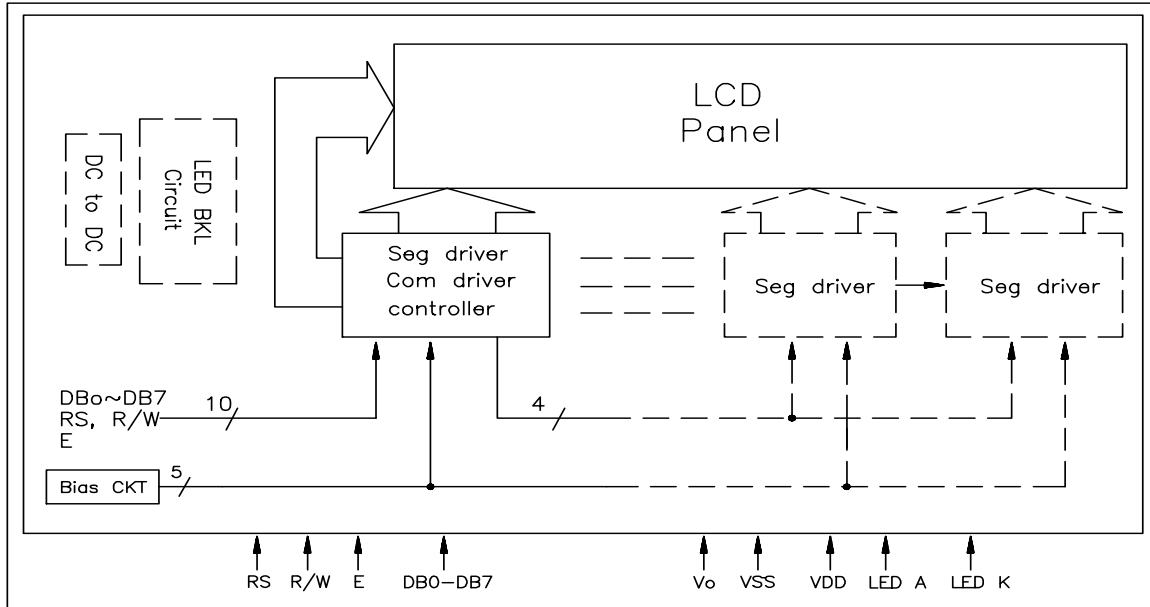 LCD
Panel
DC to DC
LED BKL
Circuit
Seg driver
Com driver
controller
Seg driver
Seg driver
DBo~DB7
RS, R/W
E
10
4
Bias CKT
5
RS R/W E DB0-DB7 Vo VSS VDD LED A LED K